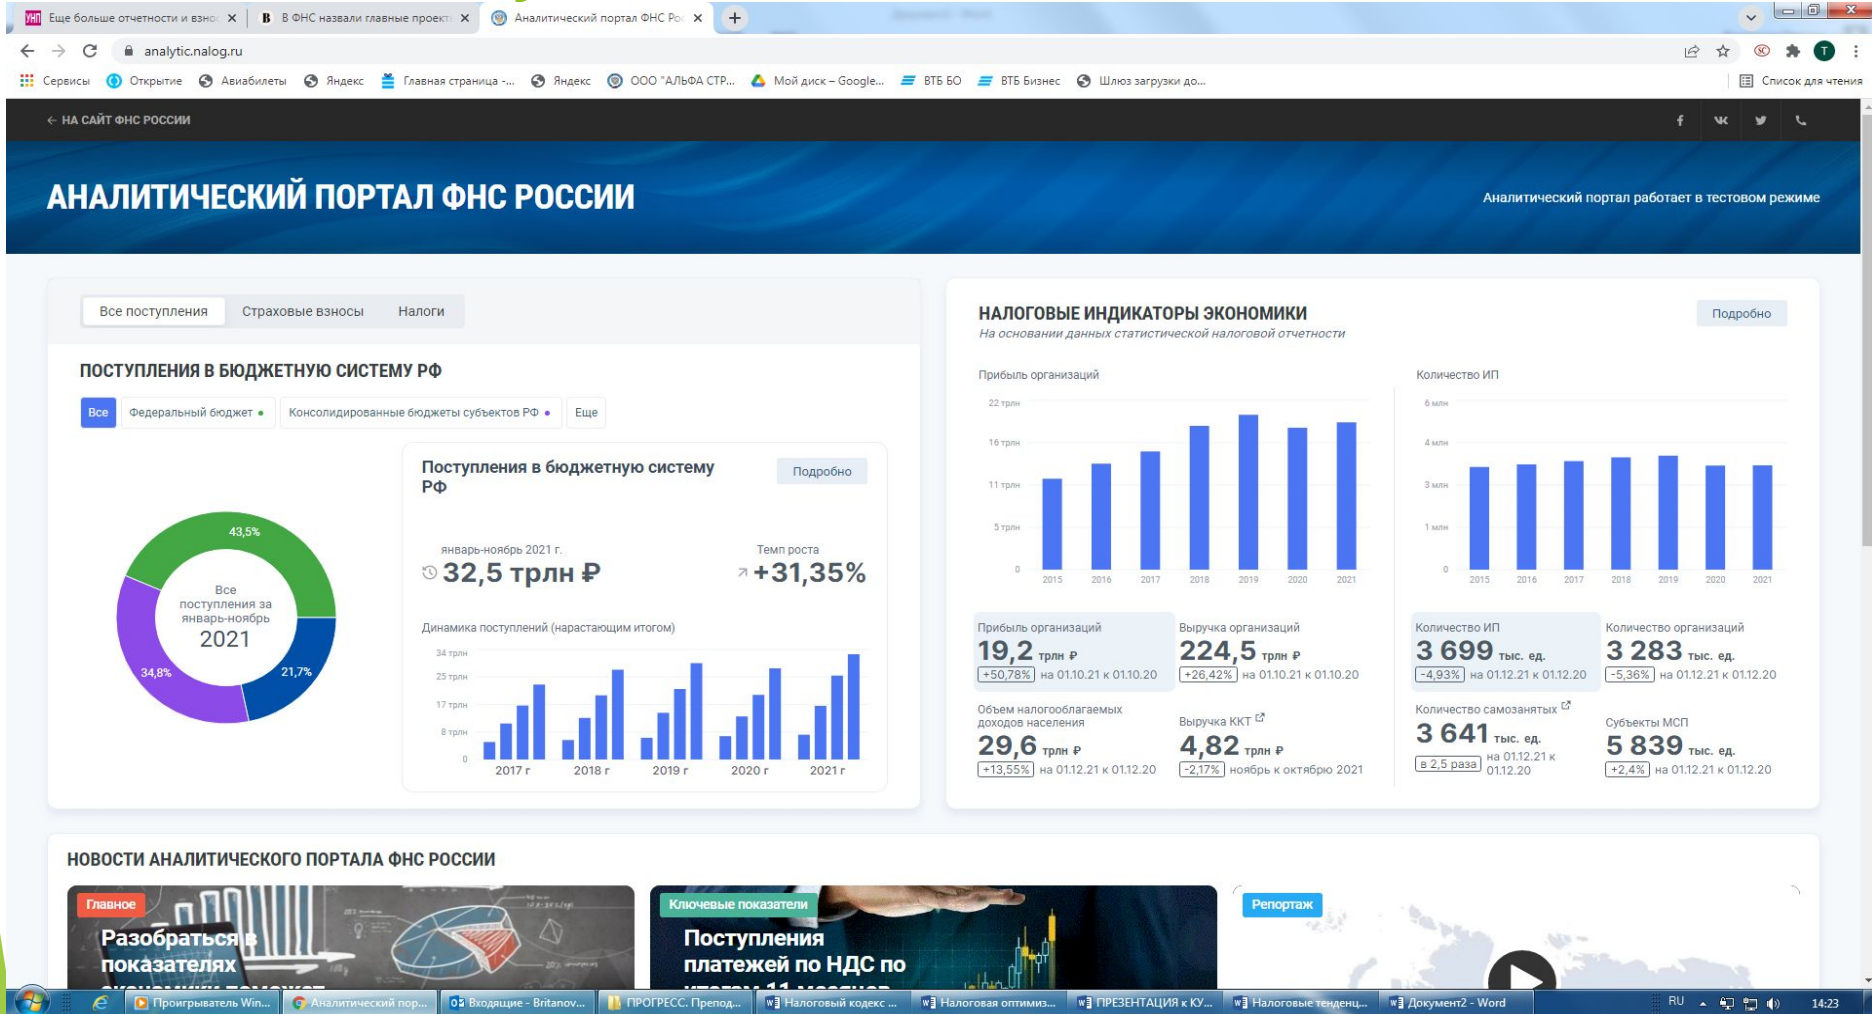 Еще больше отчетности и взнос
В ФНС назвали главные проект
Аналитический портал ФНС Рос
analytic.nalog.ru
Сервисы
Открытие
Авиабилеты
Яндекс
Главная страница -...
Яндекс
ООО "АЛЬФА СТР...
Мой диск – Google...
ВТБ БО
ВТБ Бизнес
Шлюз загрузки до...
Список для чтения
← НА САЙТ ФНС РОССИИ
АНАЛИТИЧЕСКИЙ ПОРТАЛ ФНС РОССИИ
Аналитический портал работает в тестовом режиме
Все поступления
Страховые взносы
Налоги
ПОСТУПЛЕНИЯ В БЮДЖЕТНУЮ СИСТЕМУ РФ
Все
Федеральный бюджет
Консолидированные бюджеты субъектов РФ
Еще
43,5%
34,8%
21,7%
Все
поступления за
январь-ноябрь
2021
Поступления в бюджетную систему
РФ
Подробно
январь-ноябрь 2021 г.
32,5 трлн ₽
Темп роста
+31,35%
Динамика поступлений (нарастающим итогом)
34 трлн
25 трлн
17 трлн
8 трлн
0
2017 г
2018 г
2019 г
2020 г
2021 г
НАЛОГОВЫЕ ИНДИКАТОРЫ ЭКОНОМИКИ
На основании данных статистической налоговой отчетности
Подробно
Прибыль организаций
22 трлн
16 трлн
11 трлн
5 трлн
0
2015
2016
2017
2018
2019
2020
2021
Количество ИП
6 млн
4 млн
3 млн
1 млн
0
2015
2016
2017
2018
2019
2020
2021
Прибыль организаций
19,2 трлн ₽
+50,78% на 01.10.21 к 01.10.20
Выручка организаций
224,5 трлн ₽
+26,42% на 01.10.21 к 01.10.20
Количество ИП
3 699 тыс. ед.
-4,93% на 01.12.21 к 01.12.20
Количество организаций
3 283 тыс. ед.
-5,36% на 01.12.21 к 01.12.20
Объем налогооблагаемых
доходов населения
29,6 трлн ₽
+13,55% на 01.12.21 к 01.12.20
Выручка ККТ
4,82 трлн ₽
-2,17% ноябрь к октябрю 2021
Количество самозанятых
3 641 тыс. ед.
в 2,5 раза на 01.12.21 к
01.12.20
Субъекты МСП
5 839 тыс. ед.
+2,4% на 01.12.21 к 01.12.20
НОВОСТИ АНАЛИТИЧЕСКОГО ПОРТАЛА ФНС РОССИИ
Главное
Разобраться в
показателях
экономики поможет
Ключевые показатели
Поступления
платежей по НДС по
итогам 11 месяцев
Репортаж
Проигрыватель Win...
Аналитический пор...
Входящие - Britanov...
ПРОГРЕСС. Препод...
Налоговый кодекс ...
Налоговая оптимиз...
ПРЕЗЕНТАЦИЯ к КУ...
Налоговые тенденц...
Документ2 - Word
RU
14:23